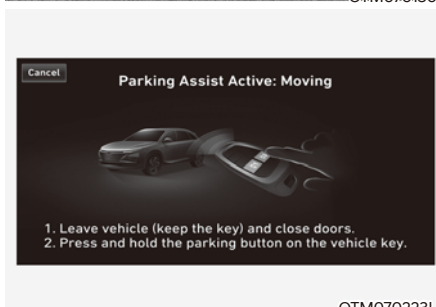 Cancel
Parking Assist Active: Moving
1. Leave vehicle (keep the key) and close doors.
2. Press and hold the parking button on the vehicle key.